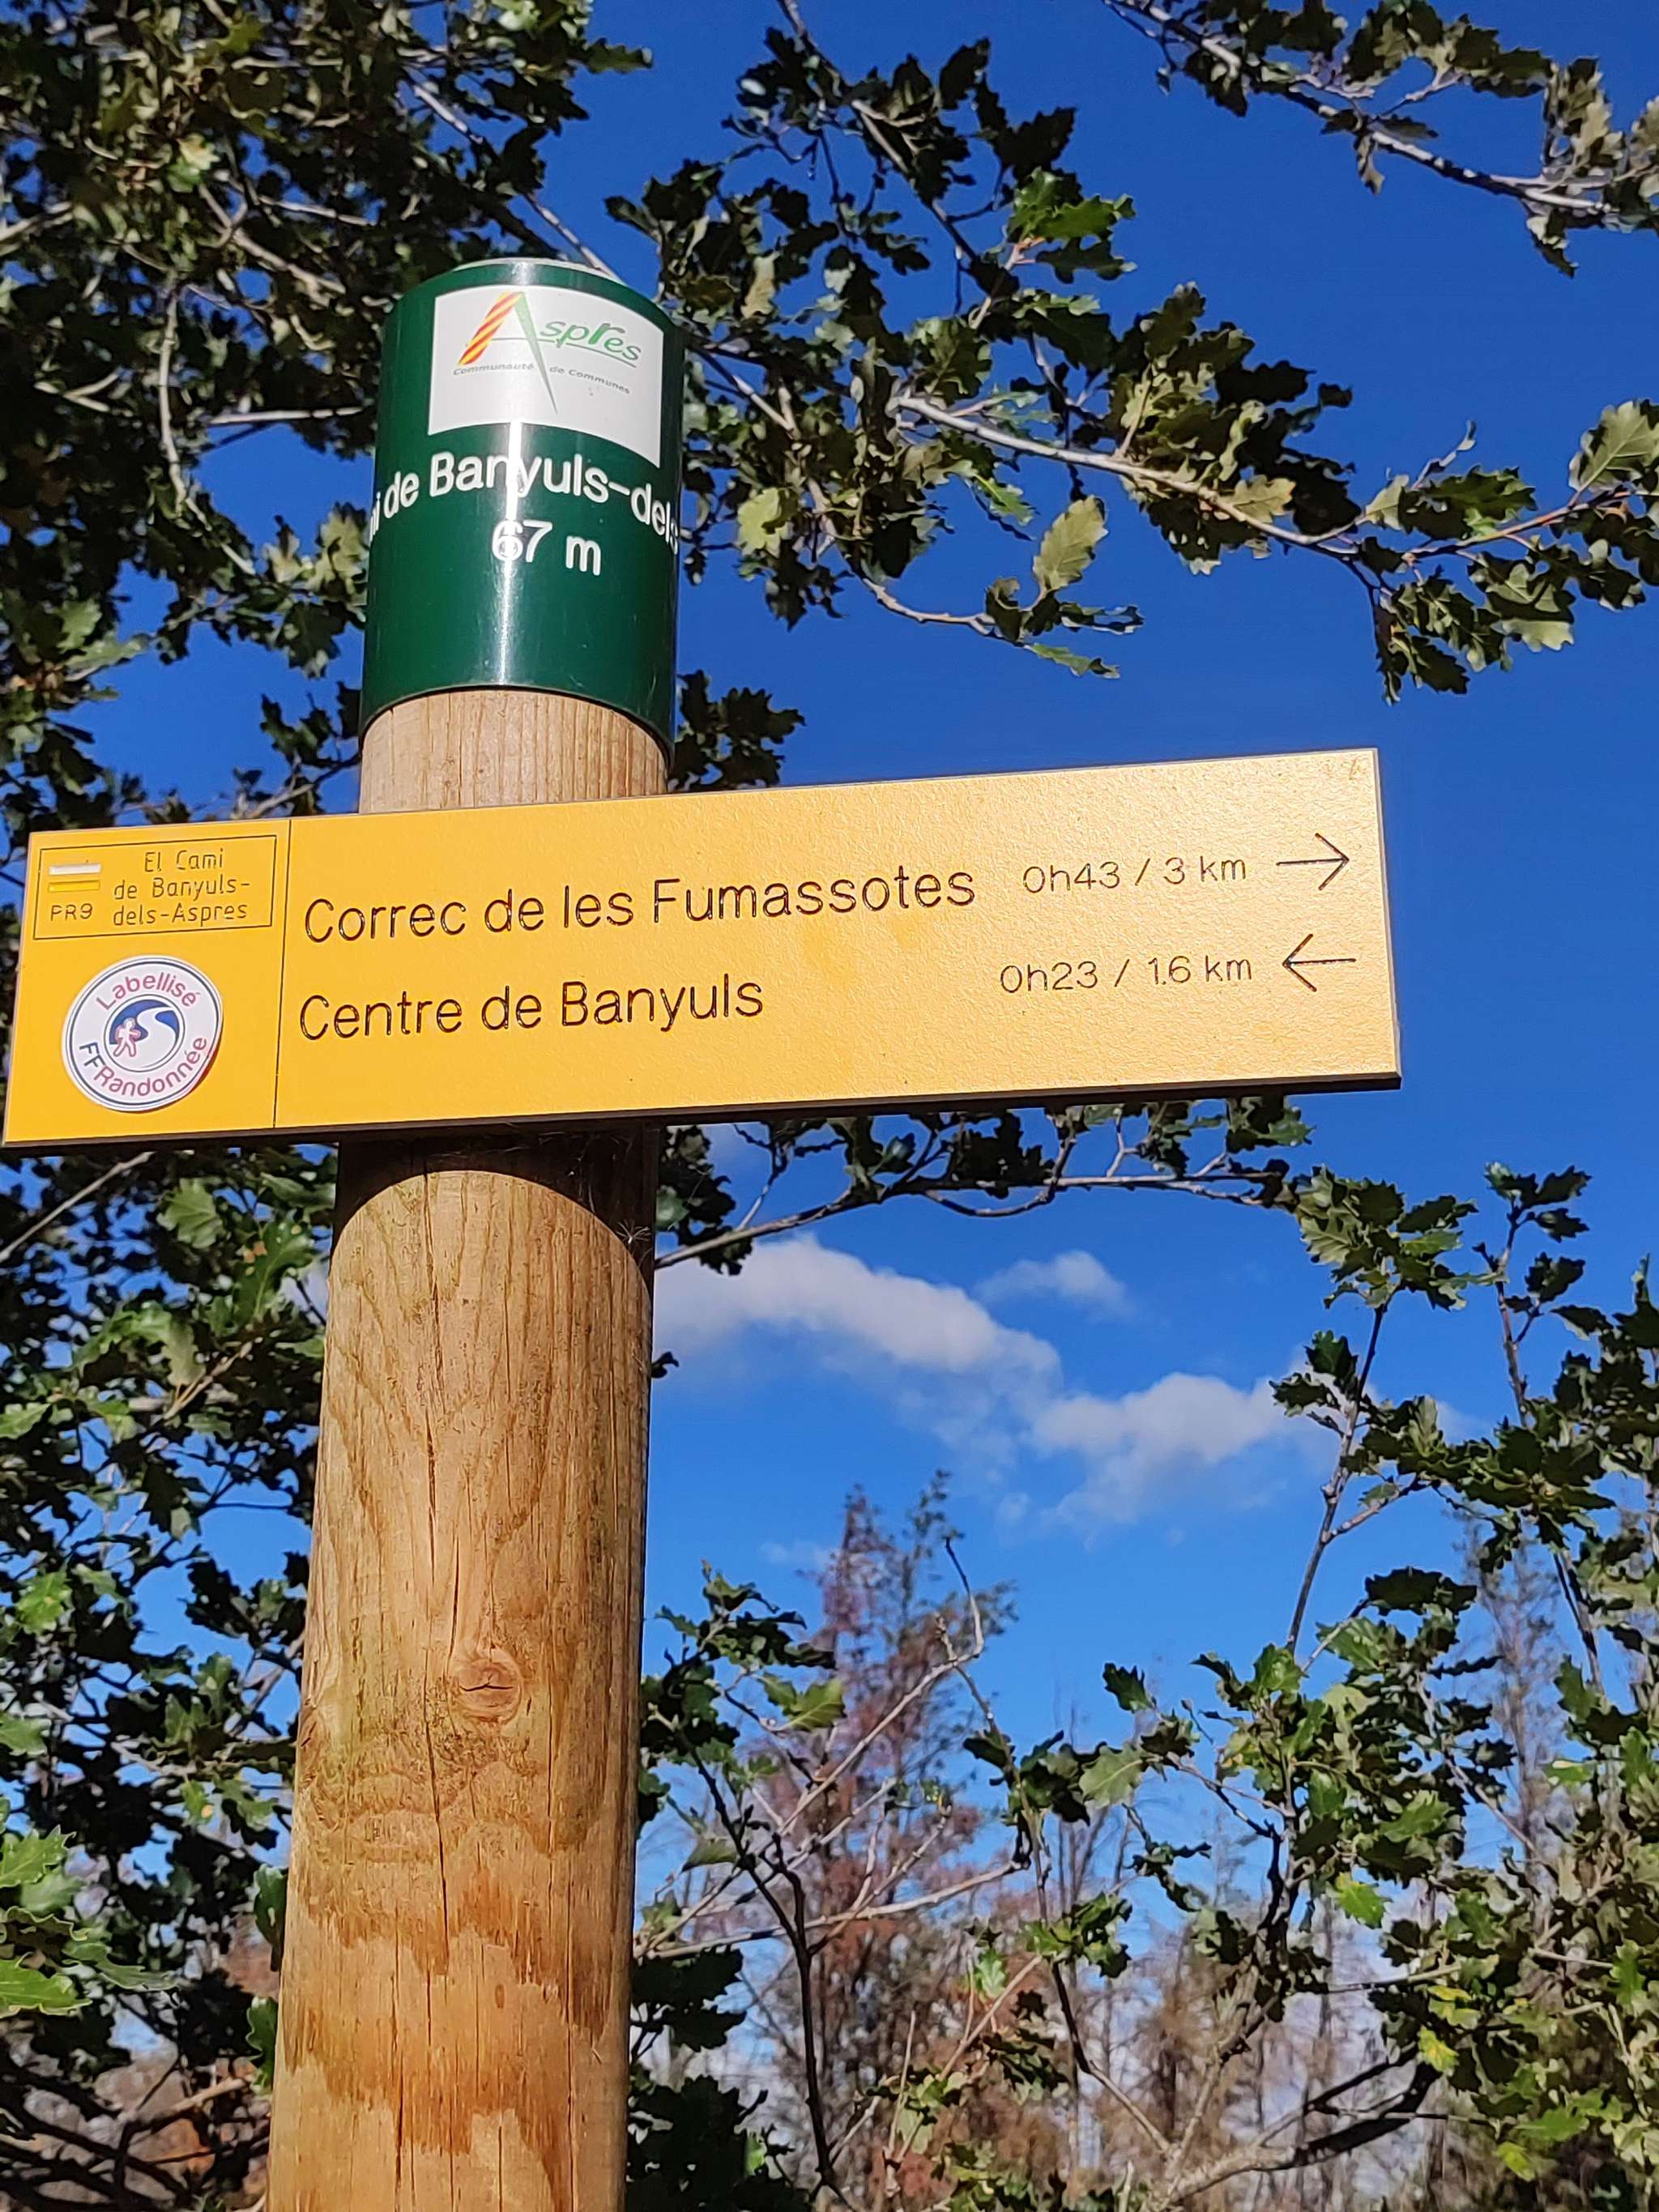 Aspres
Communauté de Communes
de Banyuls-dels
67 m
El Cami
de Banyuls-
PR9 dels-Aspres
Labellisé
FFRandonnée
Correc de les Fumassotes 0h43 / 3 km →
Centre de Banyuls 0h23 / 1.6 km ←